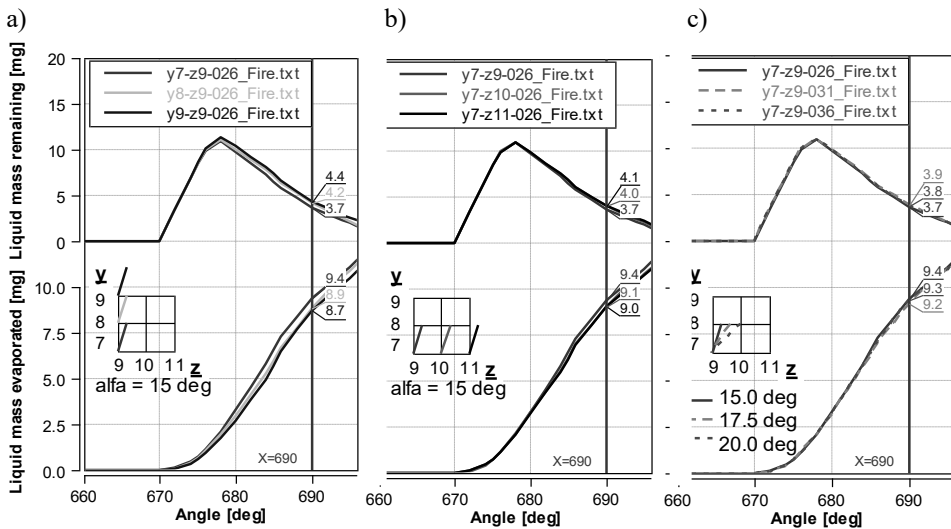 a)
Liquid mass remaining [mg]
Liquid mass evaporated [mg]
20
15
10
5
0
10.0
7.5
5.0
2.5
0.0
y7-z9-026_Fire.txt
y8-z9-026_Fire.txt
y9-z9-026_Fire.txt
4.4
4.2
3.7
9.4
8.9
8.7
y
9
8
7
9 10 11 z
alfa = 15 deg
X=690
660 670 680 690
Angle [deg]
b)
y7-z9-026_Fire.txt
y7-z10-026_Fire.txt
y7-z11-026_Fire.txt
4.1
4.0
3.7
9.4
9.1
9.0
y
9
8
7
9 10 11 z
alfa = 15 deg
X=690
660 670 680 690
Angle [deg]
c)
y7-z9-026_Fire.txt
y7-z9-031_Fire.txt
y7-z9-036_Fire.txt
3.9
3.8
3.7
9.4
9.3
9.2
y
9
8
7
9 10 11 z
15.0 deg
17.5 deg
20.0 deg
X=690
660 670 680 690
Angle [deg]